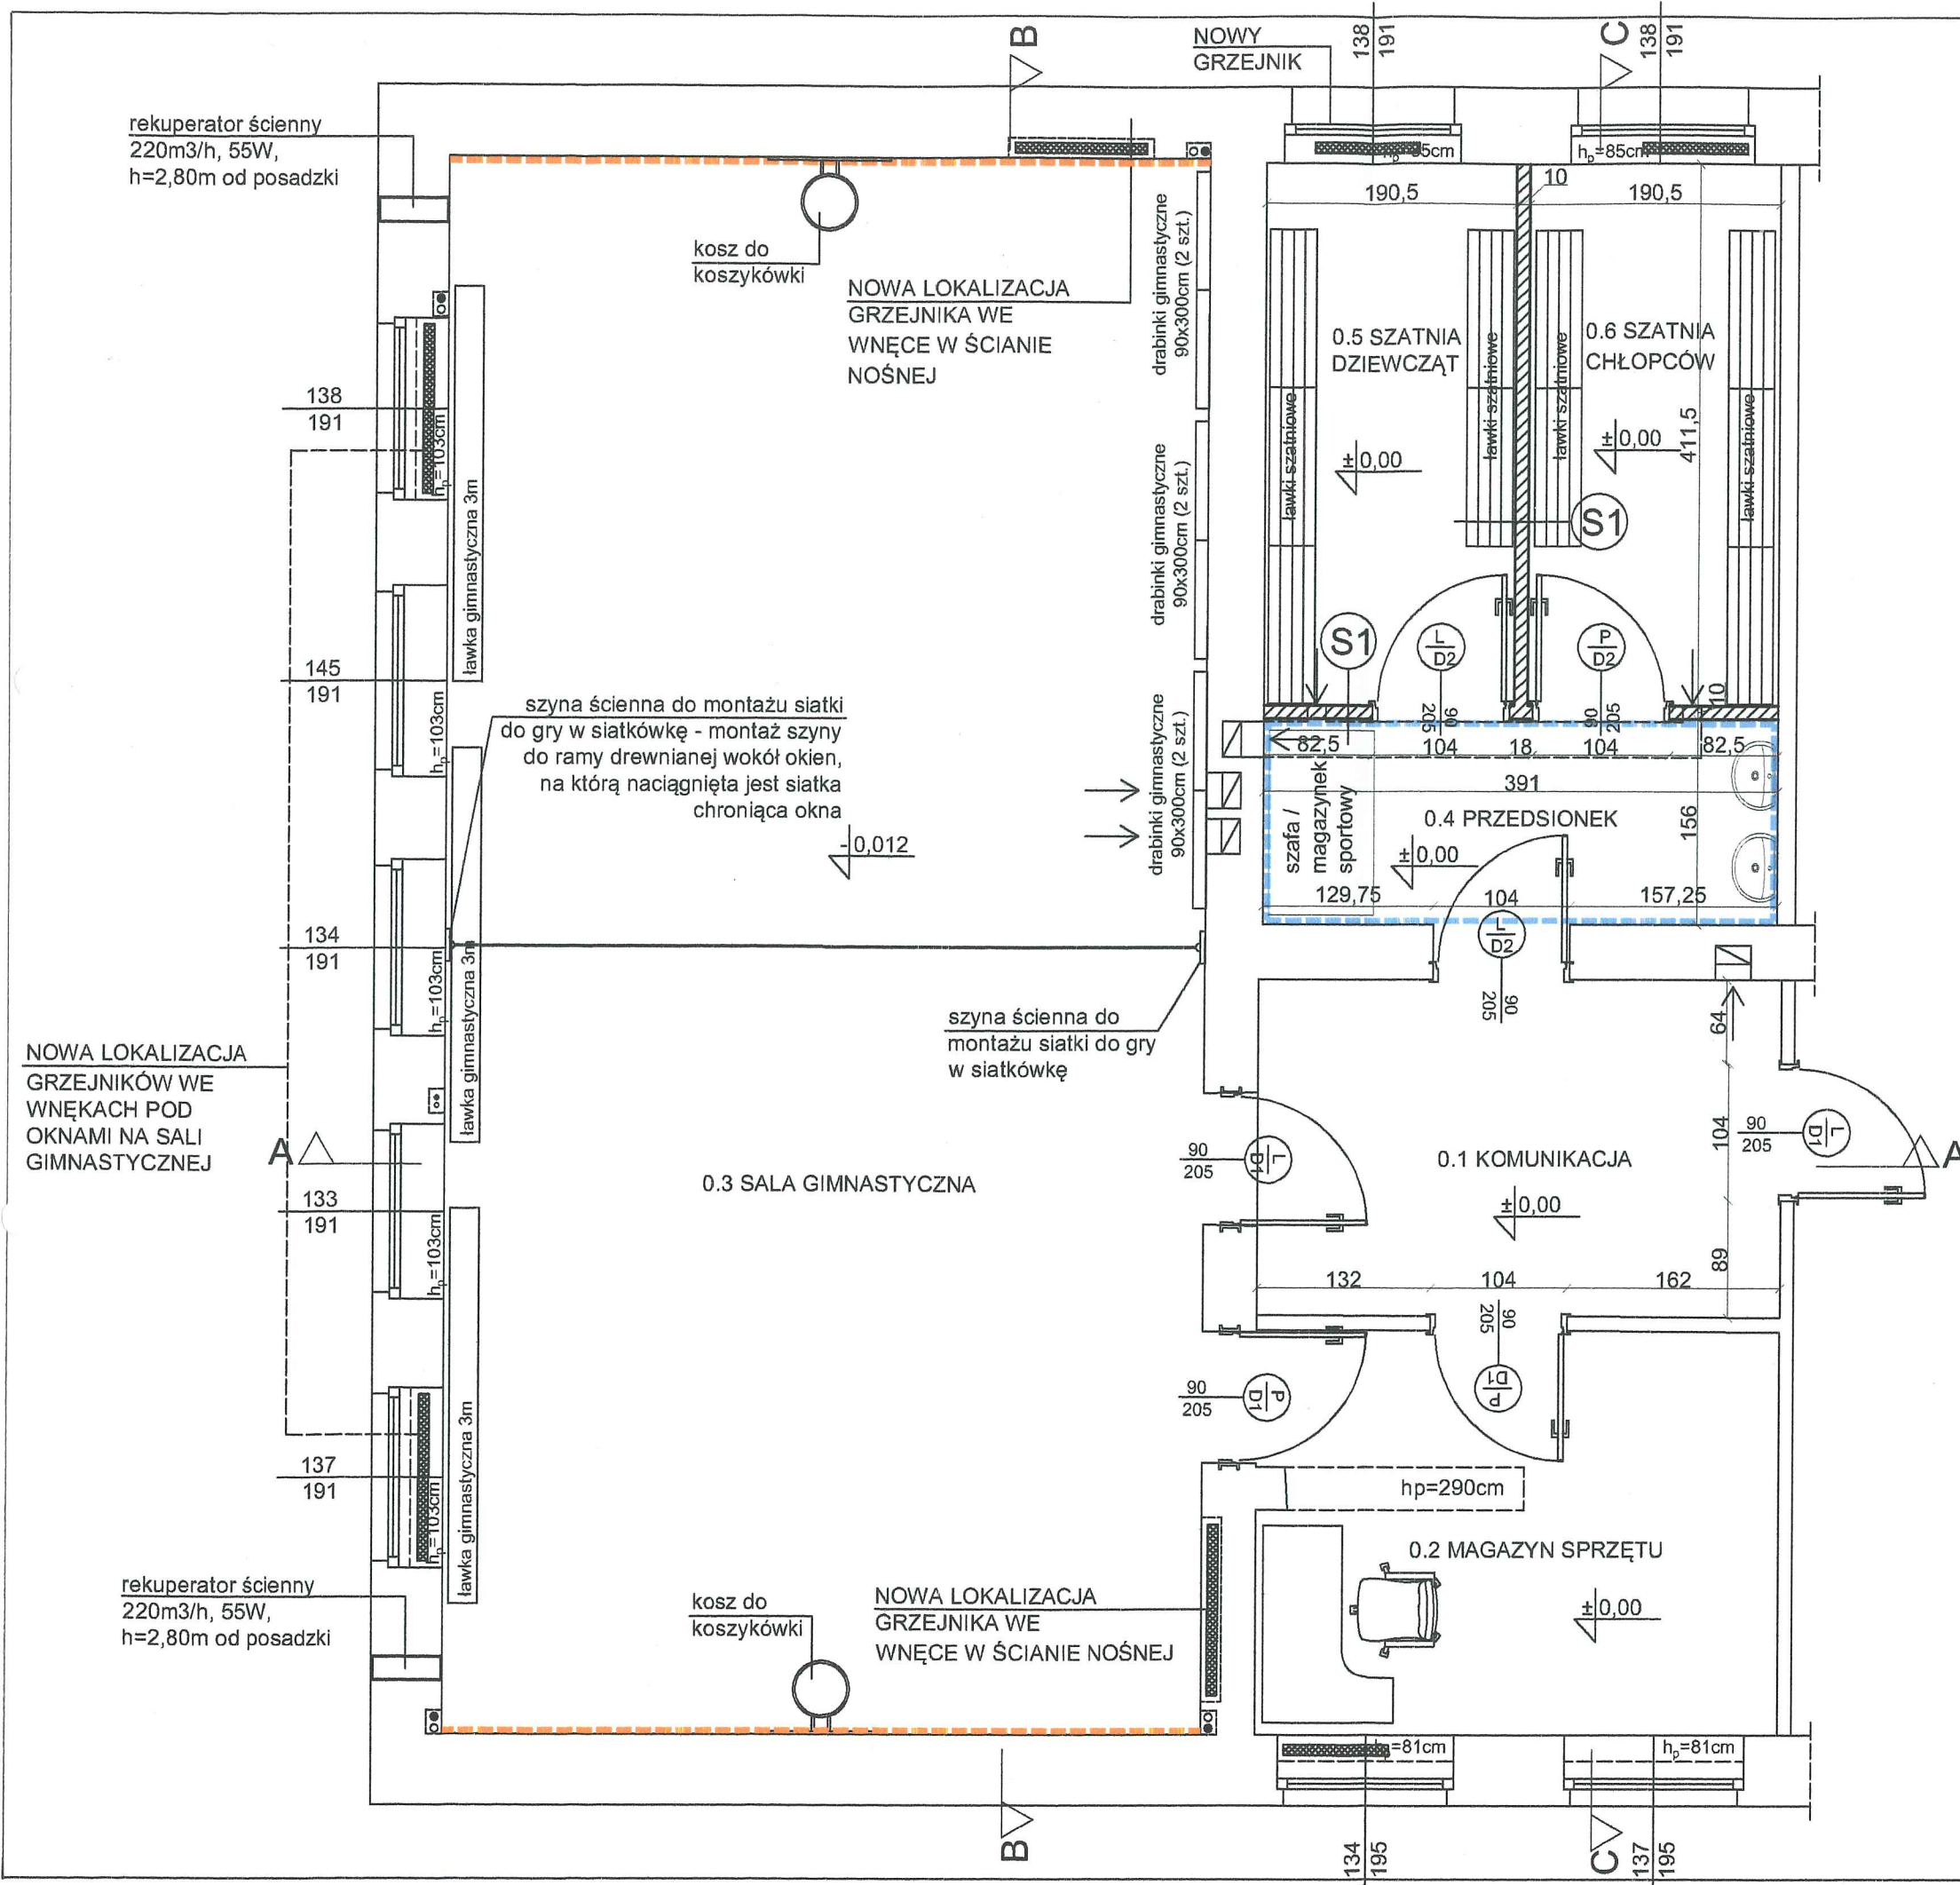 B
NOWY
GRZEJNIK
138
191
C
138
191
rekuperator ścienny
220m3/h, 55W,
h=2,80m od posadzki
h =85cm
p
10
190,5
190,5
kosz do
koszykówki
drabinki gimnastyczne
90x300cm (2 szt.)
NOWA LOKALIZACJA
GRZEJNIKA WE
WNĘCE W ŚCIANIE
NOŚNEJ
0.5 SZATNIA
DZIEWCZĄT
0.6 SZATNIA
CHŁOPCÓW
ławki szatniowe
ławki szatniowe
ławki szatniowe
ławki szatniowe
±0,00
±0,00
411,5
S1
138
191
hp=103cm
ławka gimnastyczna 3m
drabinki gimnastyczne
90x300cm (2 szt.)
S1
L
D2
P
D2
145
191
hp=103cm
szyna ścienna do montażu siatki
do gry w siatkówkę - montaż szyny
do ramy drewnianej wokół okien,
na którą naciągnięta jest siatka
chroniąca okna
drabinki gimnastyczne
90x300cm (2 szt.)
90
205
90
205
10
82,5
104
18
104
82,5
391
szafa /
magazynek
sportowy
0.4 PRZEDSIONEK
156
±0,00
-0,012
129,75
104
157,25
L
D2
90
205
134
191
hp=103cm
ławka gimnastyczna 3m
szyna ścienna do
montażu siatki do gry
w siatkówkę
64
NOWA LOKALIZACJA
GRZEJNIKÓW WE
WNĘKACH POD
OKNAMI NA SALI
GIMNASTYCZNEJ
A
0.3 SALA GIMNASTYCZNA
90
205
L
D1
0.1 KOMUNIKACJA
±0,00
104
90
205
L
D1
A
133
191
hp=103cm
89
132
104
162
90
205
P
D1
90
205
P
D1
137
191
hp=103cm
ławka gimnastyczna 3m
hp=290cm
0.2 MAGAZYN SPRZĘTU
±0,00
rekuperator ścienny
220m3/h, 55W,
h=2,80m od posadzki
kosz do
koszykówki
NOWA LOKALIZACJA
GRZEJNIKA WE
WNĘCE W ŚCIANIE NOŚNEJ
=81cm
hp=81cm
B
134
195
C
137
195